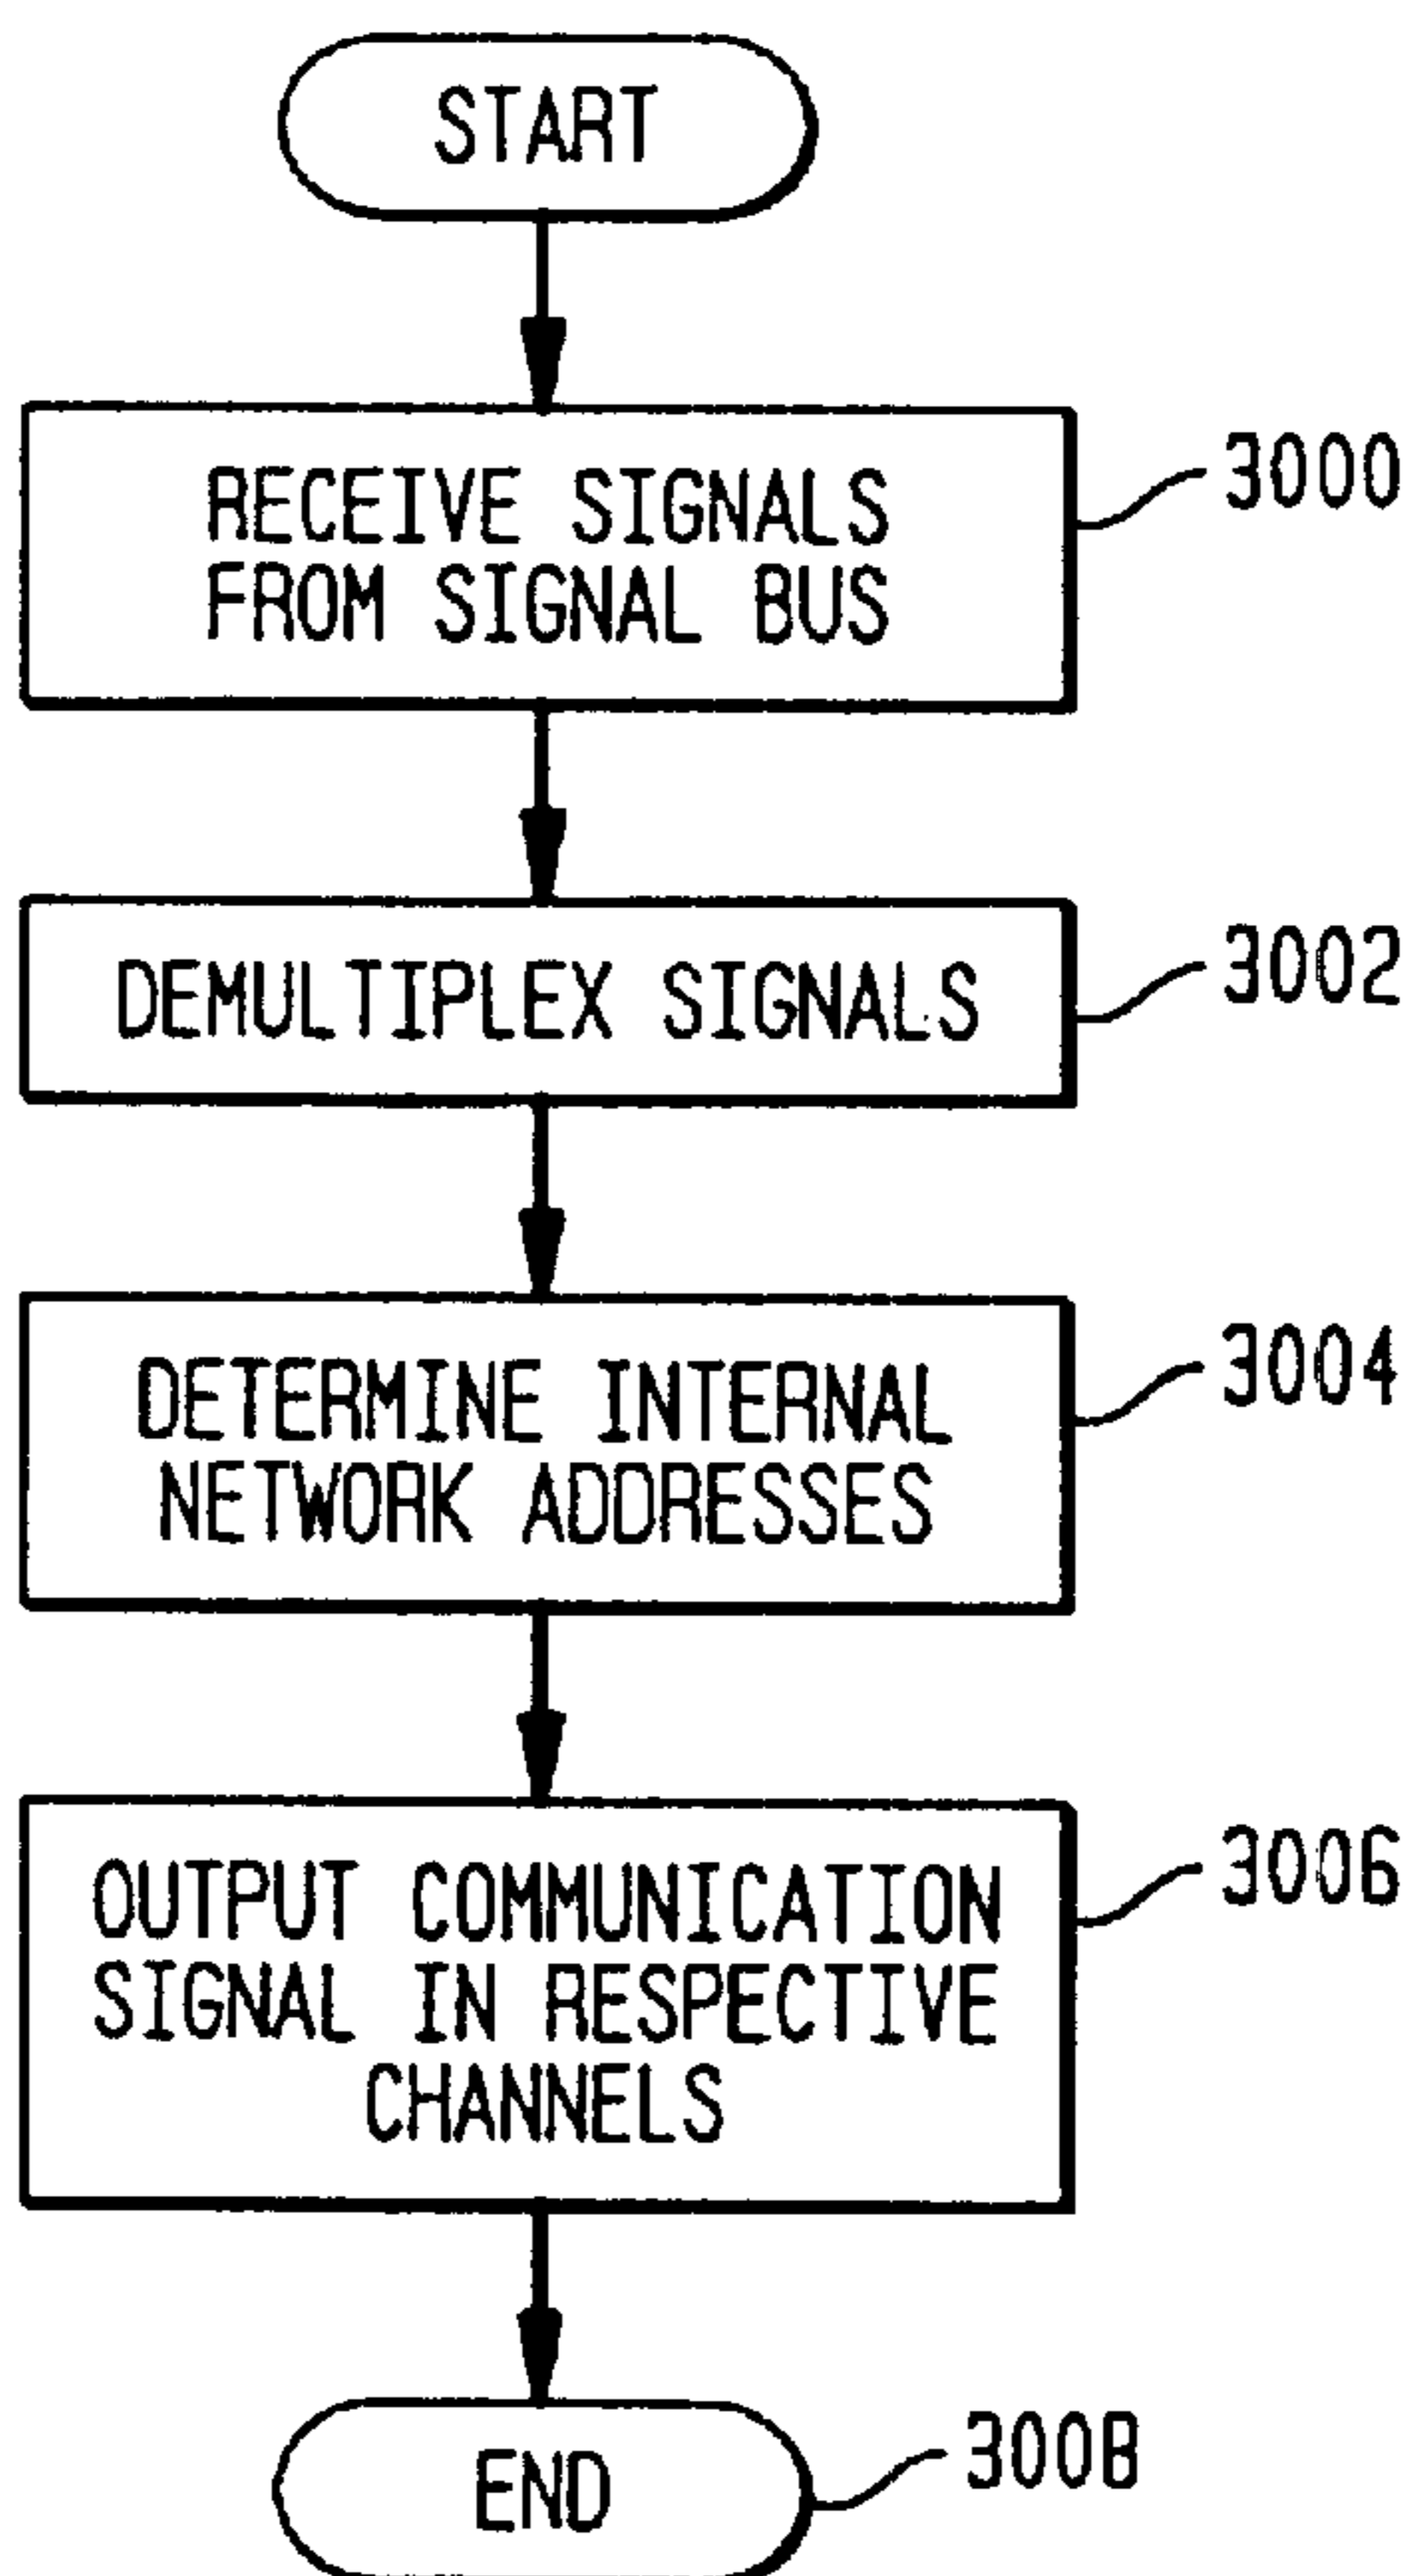 START
RECEIVE SIGNALS
FROM SIGNAL BUS
3000
DEMULTIPLEX SIGNALS
3002
DETERMINE INTERNAL
NETWORK ADDRESSES
3004
OUTPUT COMMUNICATION
SIGNAL IN RESPECTIVE
CHANNELS
3006
END
3008